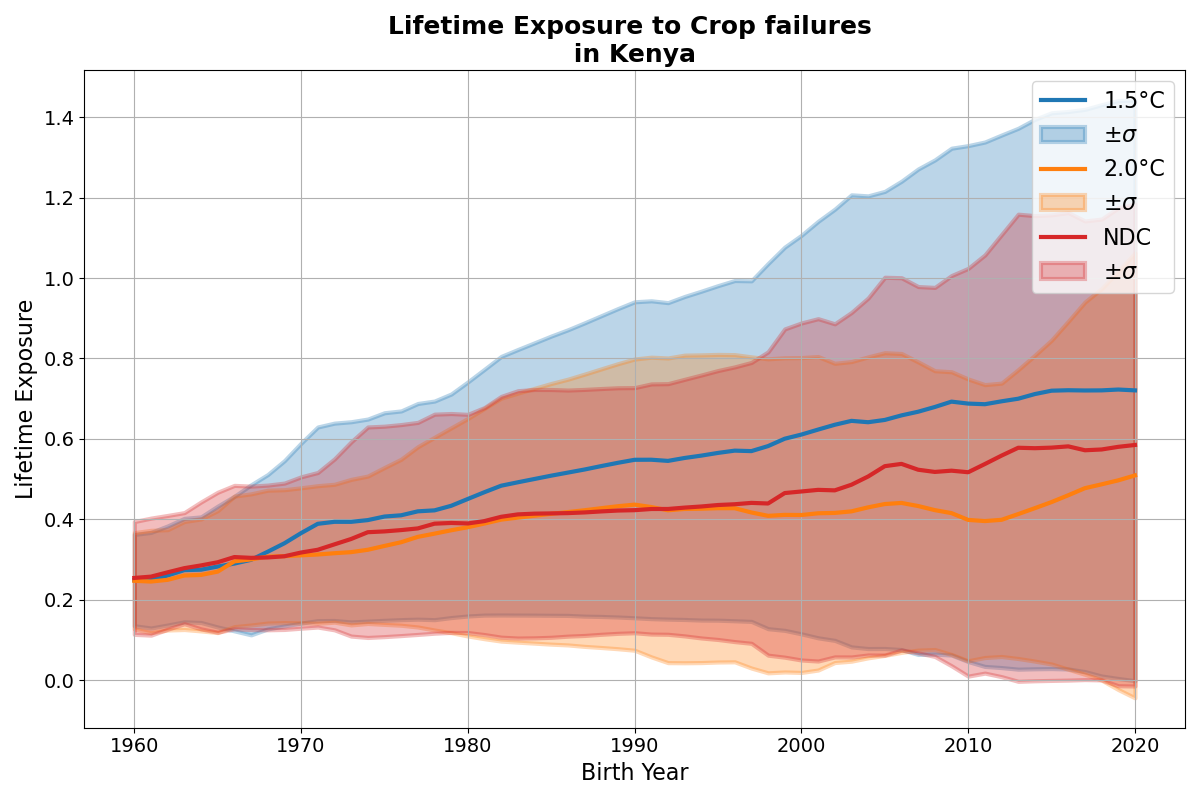 Lifetime Exposure to Crop failures
in Kenya
1.4
1.2
1.0
0.8
0.6
0.4
0.2
0.0
Lifetime Exposure
1.5°C
±σ
2.0°C
±σ
NDC
±σ
1960
1970
1980
1990
2000
2010
2020
Birth Year